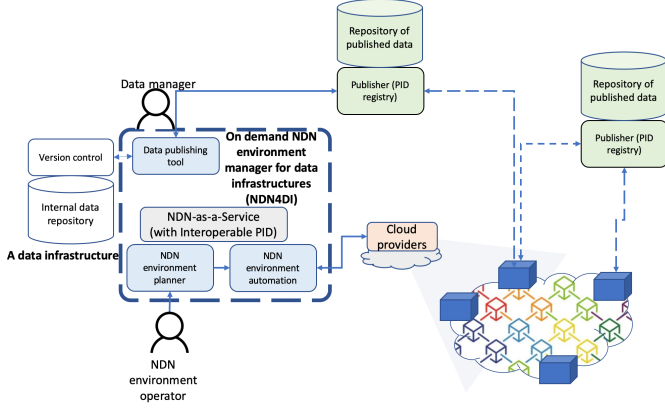 Repository of
published data
Publisher (PID
registry)
Repository of
published data
Publisher (PID
registry)
Data manager
Version control
Data publishing
tool
On demand NDN
environment
manager for data
infrastructures
(NDN4DI)
Internal data
repository
NDN-as-a-Service
(with Interoperable PID)
A data infrastructure
NDN
environment
planner
NDN
environment
automation
Cloud
providers
NDN
environment
operator